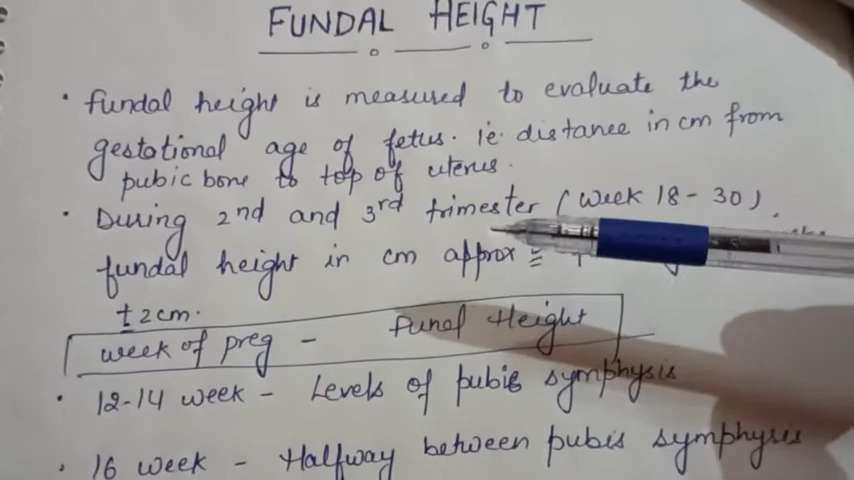 FUNDAL HEIGHT
• fundal height is measured to evaluate the
gestational age of fetus. ie. distance in cm from
pubic bone to top of uterus.
• During 2nd and 3rd trimester (week 18-30),
fundal height in cm approx ≅
±2cm.
week of preg - Funal Height
• 12-14 week - Levels of pubis symphysis
• 16 week - Halfway between pubis symphysis